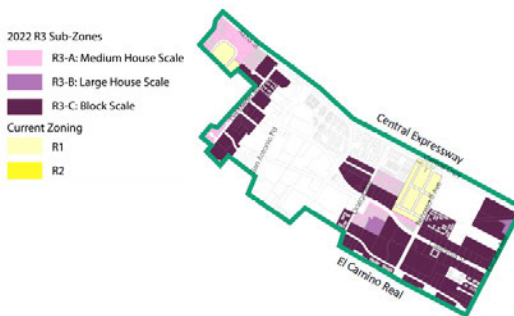 2022 R3 Sub-Zones
R3-A: Medium House Scale
R3-B: Large House Scale
R3-C: Block Scale
Current Zoning
R1
R2
Central Expressway
San Antonio Rd
El Camino Real